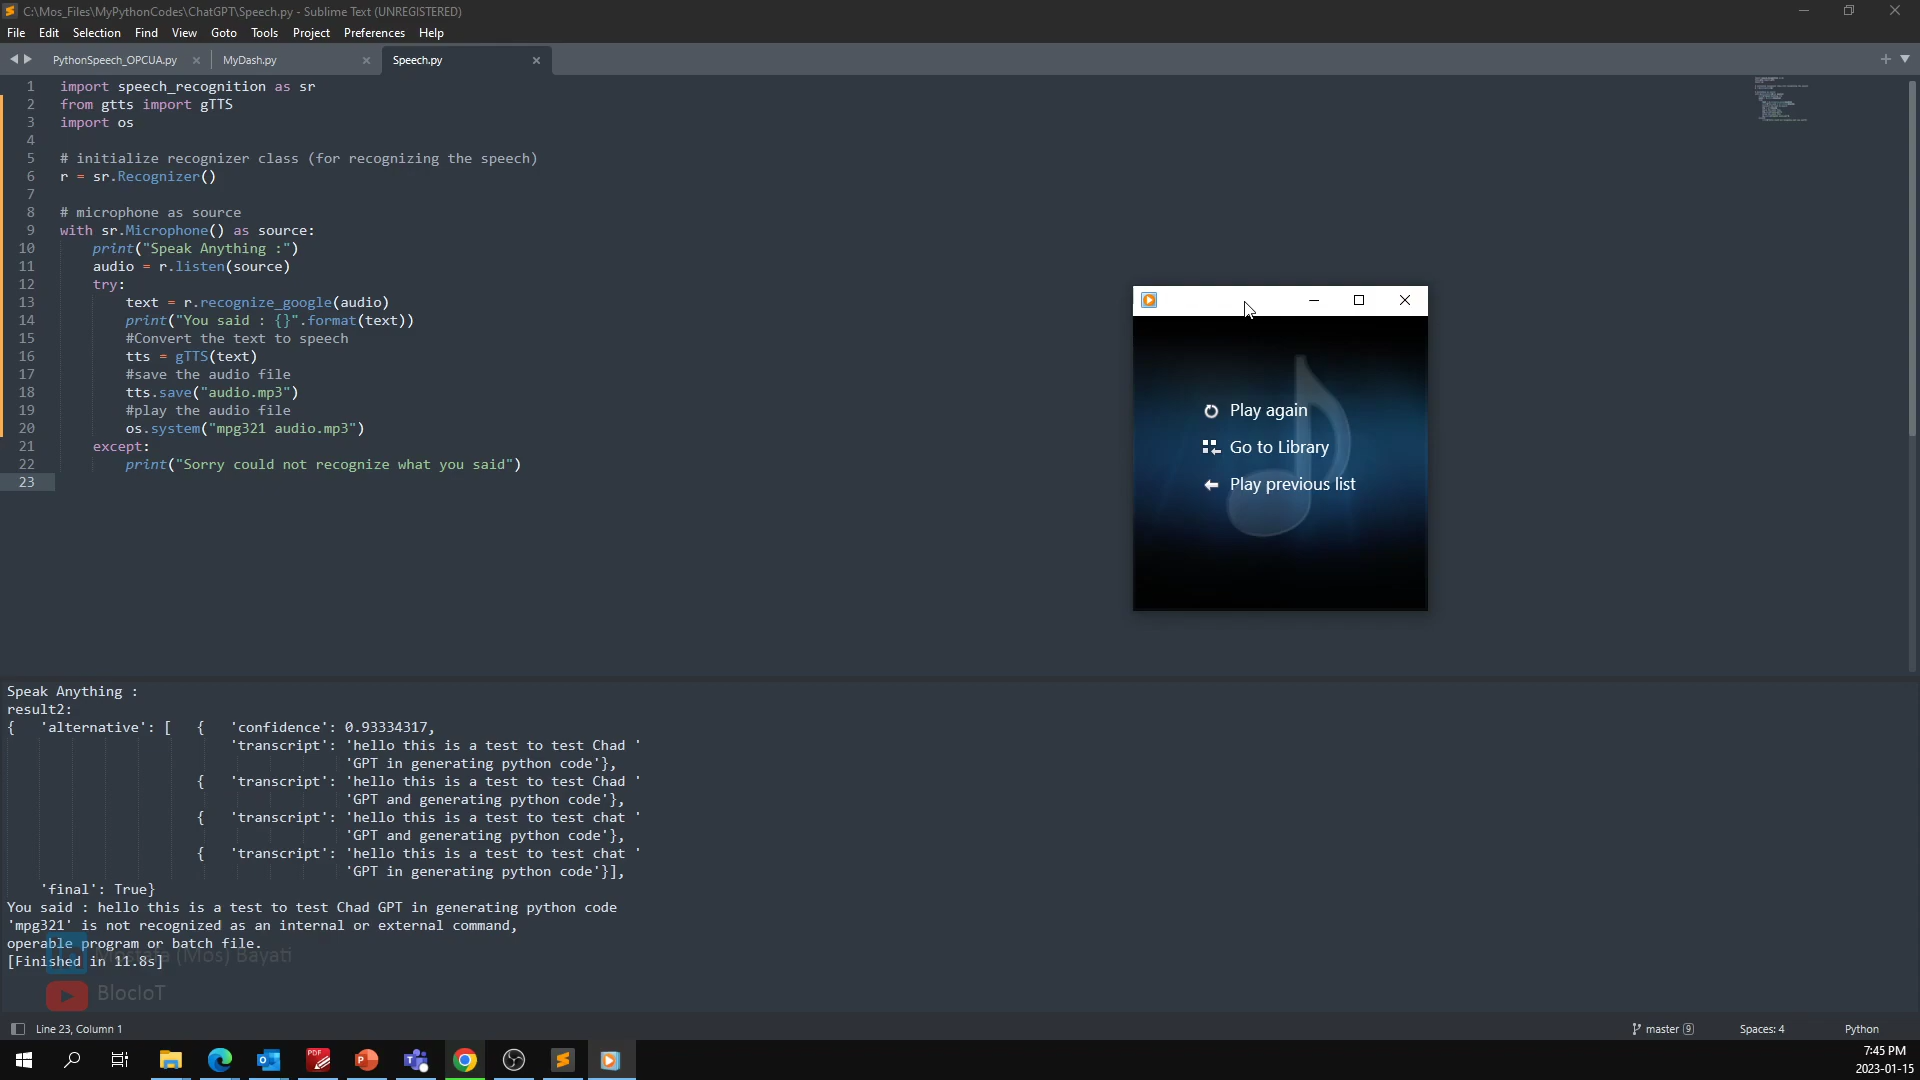 C:\Mos_Files\MyPythonCodes\ChatGPT\Speech.py - Sublime Text (UNREGISTERED)
File Edit Selection Find View Goto Tools Project Preferences Help
PythonSpeech_OPCUA.py MyDash.py Speech.py
1 import speech_recognition as sr
2 from gtts import gTTS
3 import os
4
5 # initialize recognizer class (for recognizing the speech)
6 r = sr.Recognizer()
7
8 # microphone as source
9 with sr.Microphone() as source:
10     print("Speak Anything :")
11     audio = r.listen(source)
12     try:
13         text = r.recognize_google(audio)
14         print("You said : {}".format(text))
15         #Convert the text to speech
16         tts = gTTS(text)
17         #save the audio file
18         tts.save("audio.mp3")
19         #play the audio file
20         os.system("mpg321 audio.mp3")
21     except:
22         print("Sorry could not recognize what you said")
23
Play again
Go to Library
Play previous list
Speak Anything :
result2:
{   'alternative': [   {   'confidence': 0.93334317,
'transcript': 'hello this is a test to test Chad '
'GPT in generating python code'},
{   'transcript': 'hello this is a test to test Chad '
'GPT and generating python code'},
{   'transcript': 'hello this is a test to test chat '
'GPT and generating python code'},
{   'transcript': 'hello this is a test to test chat '
'GPT in generating python code'}],
'final': True}
You said : hello this is a test to test Chad GPT in generating python code
'mpg321' is not recognized as an internal or external command,
operable program or batch file.
Mostafa (Mos) Bayati
[Finished in 11.8s]
BlocIoT
Line 23, Column 1 master 9 Spaces: 4 Python
7:45 PM
2023-01-15